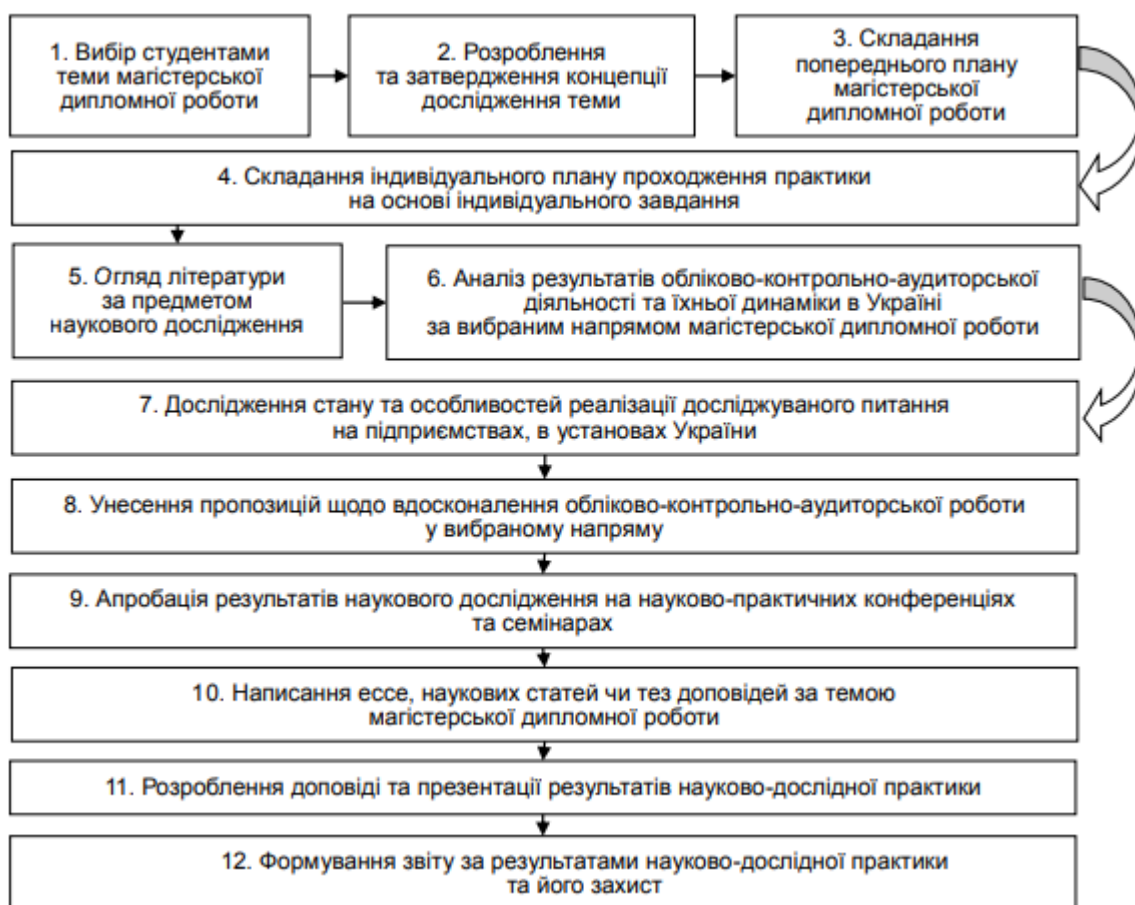 1. Вибір студентами
теми магістерської
дипломної роботи
2. Розроблення
та затвердження концепції
дослідження теми
3. Складання
попереднього плану
магістерської
дипломної роботи
4. Складання індивідуального плану проходження практики
на основі індивідуального завдання
5. Огляд літератури
за предметом
наукового дослідження
6. Аналіз результатів обліково-контрольно-аудиторської
діяльності та їхньої динаміки в Україні
за вибраним напрямом магістерської дипломної роботи
7. Дослідження стану та особливостей реалізації досліджуваного питання
на підприємствах, в установах України
8. Унесення пропозицій щодо вдосконалення обліково-контрольно-аудиторської роботи
у вибраному напряму
9. Апробація результатів наукового дослідження на науково-практичних конференціях
та семінарах
10. Написання ессе, наукових статей чи тез доповідей за темою
магістерської дипломної роботи
11. Розроблення доповіді та презентації результатів науково-дослідної практики
12. Формування звіту за результатами науково-дослідної практики
та його захист